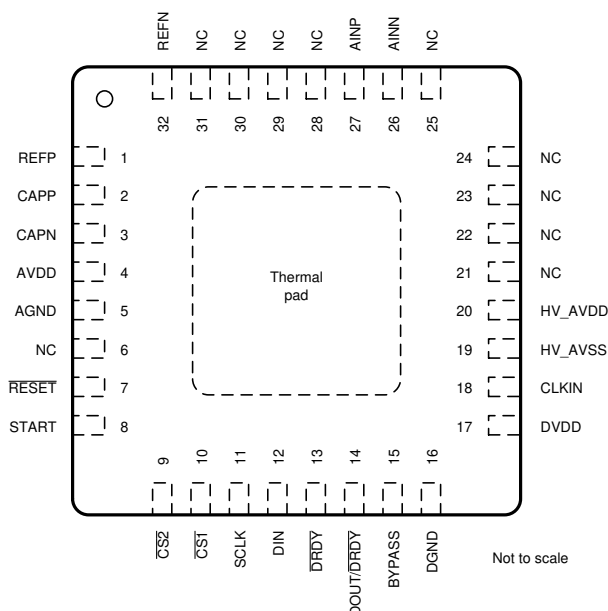 REFN NC NC NC NC AINP AINN NC
32 31 30 29 28 27 26 25
REFP 1 24 NC
CAPP 2 23 NC
CAPN 3 22 NC
AVDD 4 21 NC
Thermal
pad
AGND 5 20 HV_AVDD
NC 6 19 HV_AVSS
RESET 7 18 CLKIN
START 8 17 DVDD
9 10 11 12 13 14 15 16
CS2 CS1 SCLK DIN DRDY DOUT/DRDY BYPASS DGND
Not to scale